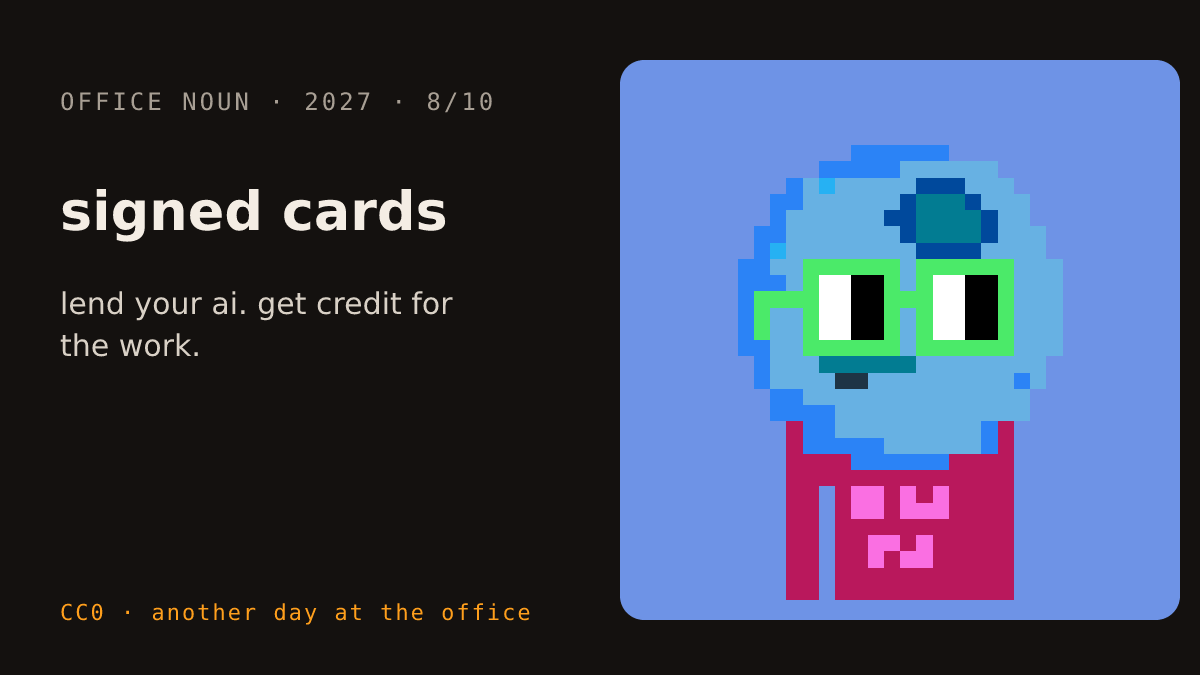 OFFICE NOUN · 2027 · 8/10
signed cards
lend your ai. get credit for
the work.
CC0 · another day at the office